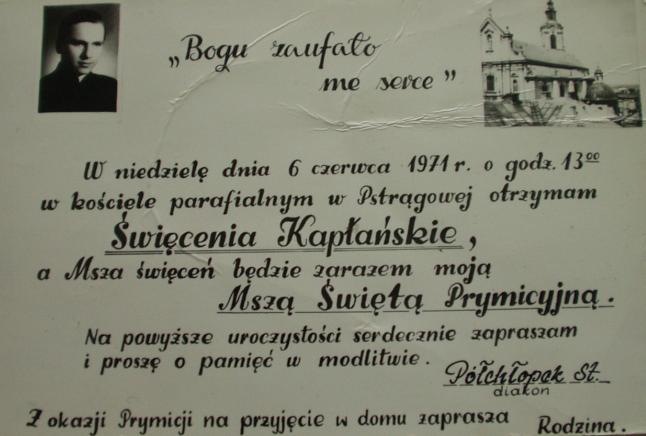 „Bogu zaufało
me serce”
W niedzielę dnia 6 czerwca 1971 r. o godz. 13⁰⁰
w kościele parafialnym w Pstrągowej otrzymam
Święcenia Kapłańskie,
a Msza święceń będzie zarazem moją
Mszą Świętą Prymicyjną.
Na powyższe uroczystości serdecznie zapraszam
i proszę o pamięć w modlitwie.
Półchłopek St.
diakon
Z okazji Prymicji na przyjęcie w domu zaprasza
Rodzina.